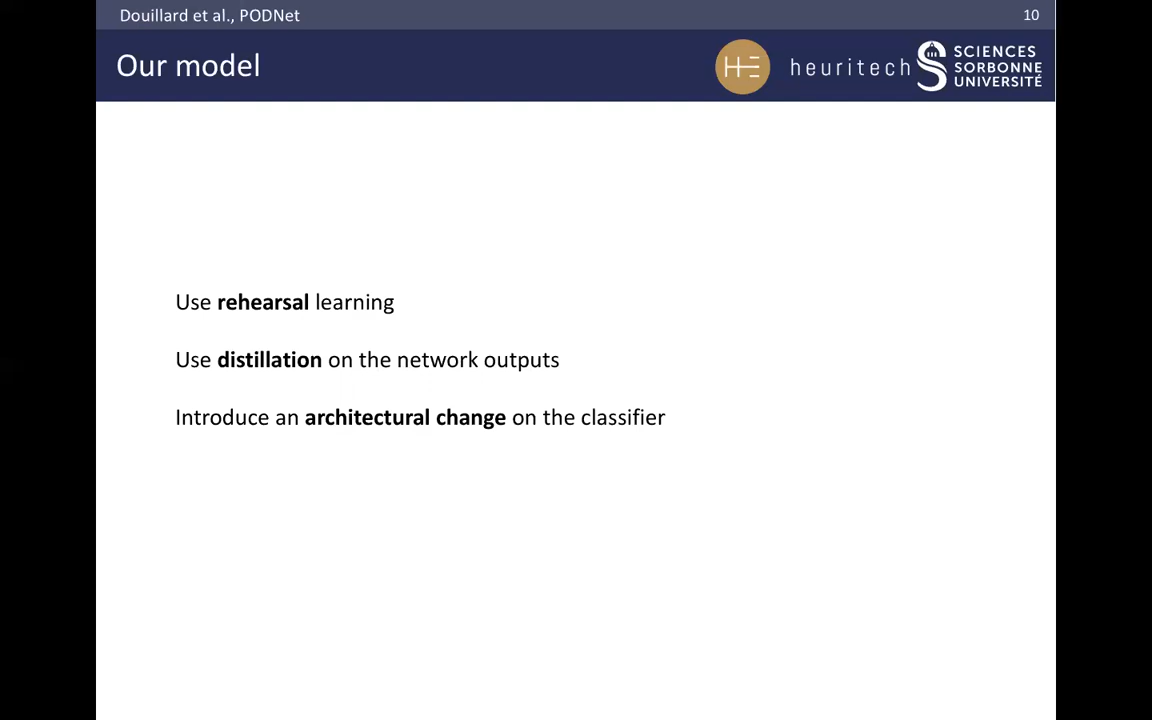 Douillard et al., PODNet
10
Our model
heuritech
SCIENCES
SORBONNE
UNIVERSITÉ
Use rehearsal learning
Use distillation on the network outputs
Introduce an architectural change on the classifier